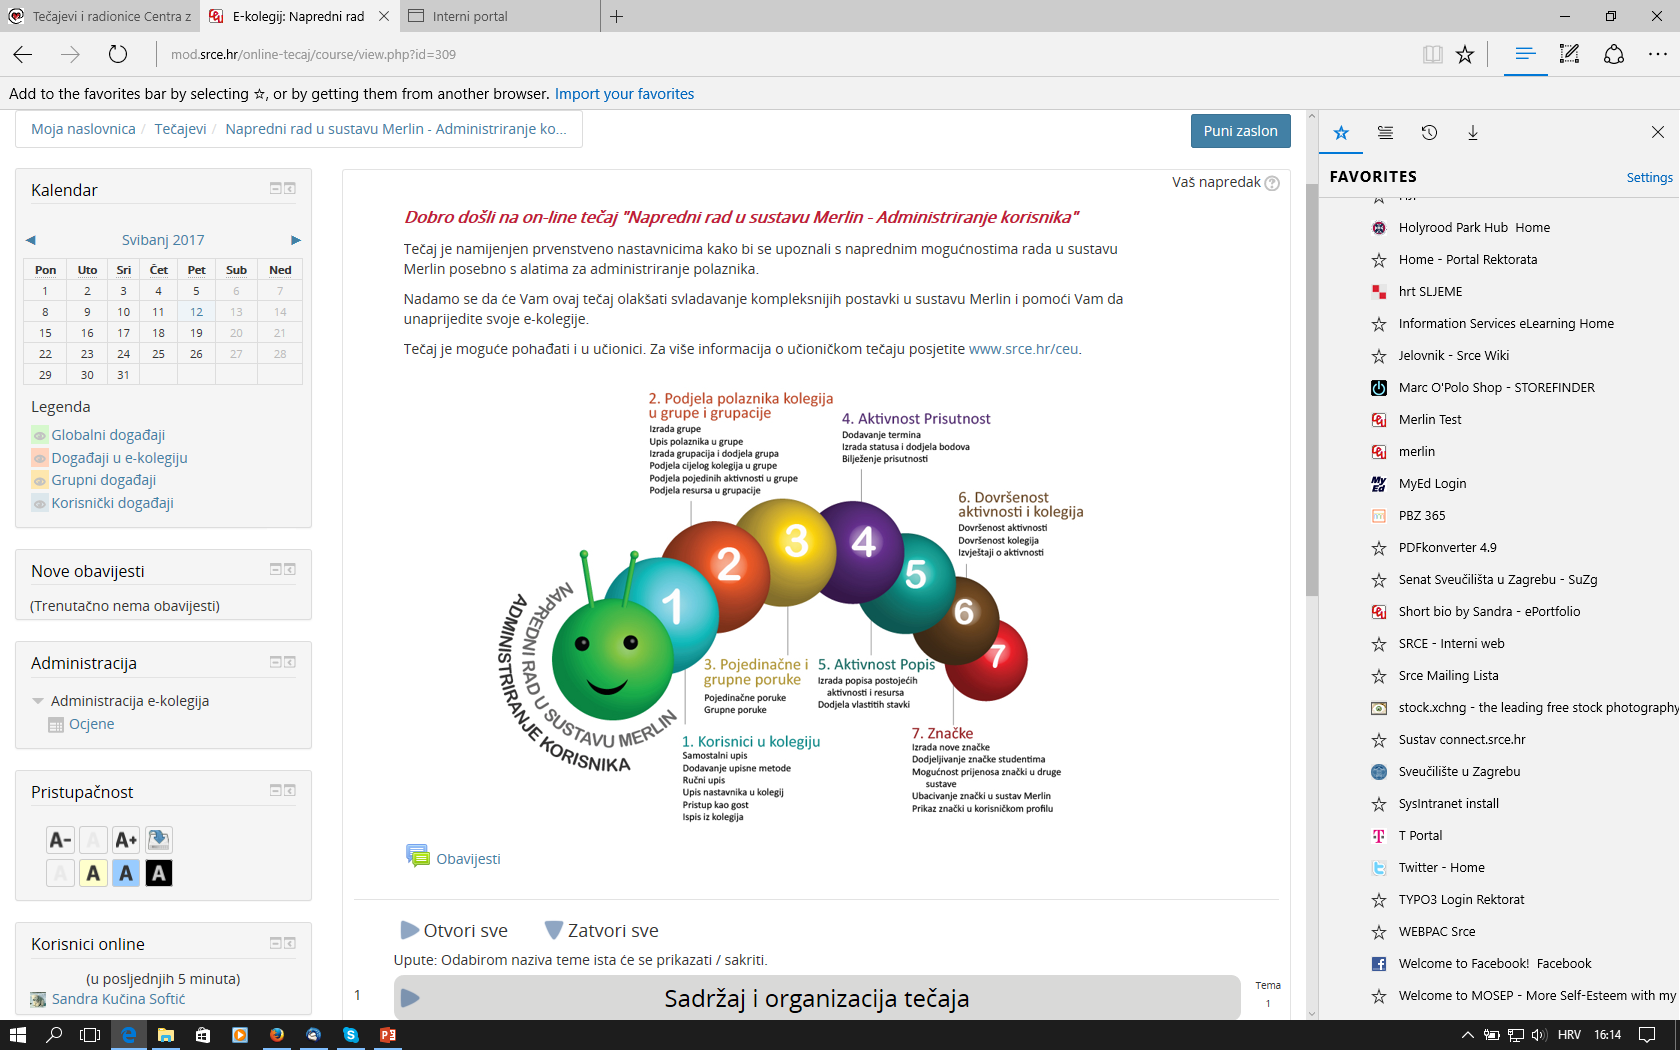 Tečajevi i radionice Centra z
E-kolegij: Napredni rad
Interni portal
mod.srce.hr/online-tecaj/course/view.php?id=309
Add to the favorites bar by selecting ☆, or by getting them from another browser. Import your favorites
Moja naslovnica / Tečajevi / Napredni rad u sustavu Merlin - Administriranje ko...
Puni zaslon
Kalendar
Svibanj 2017
Pon Uto Sri Čet Pet Sub Ned
1 2 3 4 5 6 7
8 9 10 11 12 13 14
15 16 17 18 19 20 21
22 23 24 25 26 27 28
29 30 31
Legenda
Globalni događaji
Događaji u e-kolegiju
Grupni događaji
Korisnički događaji
Nove obavijesti
(Trenutačno nema obavijesti)
Administracija
Administracija e-kolegija
Ocjene
Pristupačnost
A- A A+
A A A A
Korisnici online
(u posljednjih 5 minuta)
Sandra Kučina Softić
Vaš napredak
Dobro došli na on-line tečaj "Napredni rad u sustavu Merlin - Administriranje korisnika"
Tečaj je namijenjen prvenstveno nastavnicima kako bi se upoznali s naprednim mogućnostima rada u sustavu
Merlin posebno s alatima za administriranje polaznika.
Nadamo se da će Vam ovaj tečaj olakšati svladavanje kompleksnijih postavki u sustavu Merlin i pomoći Vam da
unaprijedite svoje e-kolegije.
Tečaj je moguće pohađati i u učionici. Za više informacija o učioničkom tečaju posjetite www.srce.hr/ceu.
2. Podjela polaznika kolegija
u grupe i grupacije
Izrada grupe
Upis polaznika u grupe
Izrada grupacija i dodjela grupa
Podjela cijelog kolegija u grupe
Podjela pojedinih aktivnosti u grupe
Podjela resursa u grupacije
4. Aktivnost Prisutnost
Dodavanje termina
Izrada statusa i dodjela bodova
Bilježenje prisutnosti
6. Dovršenost
aktivnosti i kolegija
Dovršenost aktivnosti
Dovršenost kolegija
Izvještaji o aktivnosti
1
2
3
4
5
6
7
NAPREDNI RAD U SUSTAVU MERLIN
ADMINISTRIRANJE KORISNIKA
3. Pojedinačne i
grupne poruke
Pojedinačne poruke
Grupne poruke
5. Aktivnost Popis
Izrada popisa postojećih
aktivnosti i resursa
Dodjela vlastitih stavki
1. Korisnici u kolegiju
Samostalni upis
Dodavanje upisne metode
Ručni upis
Upis nastavnika u kolegij
Pristup kao gost
Ispis iz kolegija
7. Značke
Izrada nove značke
Dodjeljivanje značke studentima
Mogućnost prijenosa znački u druge
sustave
Ubacivanje znački u sustav Merlin
Prikaz znački u korisničkom profilu
Obavijesti
Otvori sve
Zatvori sve
Upute: Odabirom naziva teme ista će se prikazati / sakriti.
1
Sadržaj i organizacija tečaja
Tema
1
FAVORITES
Settings
Holyrood Park Hub Home
Home - Portal Rektorata
hrt SLJEME
Information Services eLearning Home
Jelovnik - Srce Wiki
Marc O'Polo Shop - STOREFINDER
Merlin Test
merlin
MyEd Login
PBZ 365
PDFkonverter 4.9
Senat Sveučilišta u Zagrebu - SuZg
Short bio by Sandra - ePortfolio
SRCE - Interni web
Srce Mailing Lista
stock.xchng - the leading free stock photography
Sustav connect.srce.hr
Sveučilište u Zagrebu
SysIntranet install
T Portal
Twitter - Home
TYPO3 Login Rektorat
WEBPAC Srce
Welcome to Facebook! Facebook
Welcome to MOSEP - More Self-Esteem with my
HRV
16:14